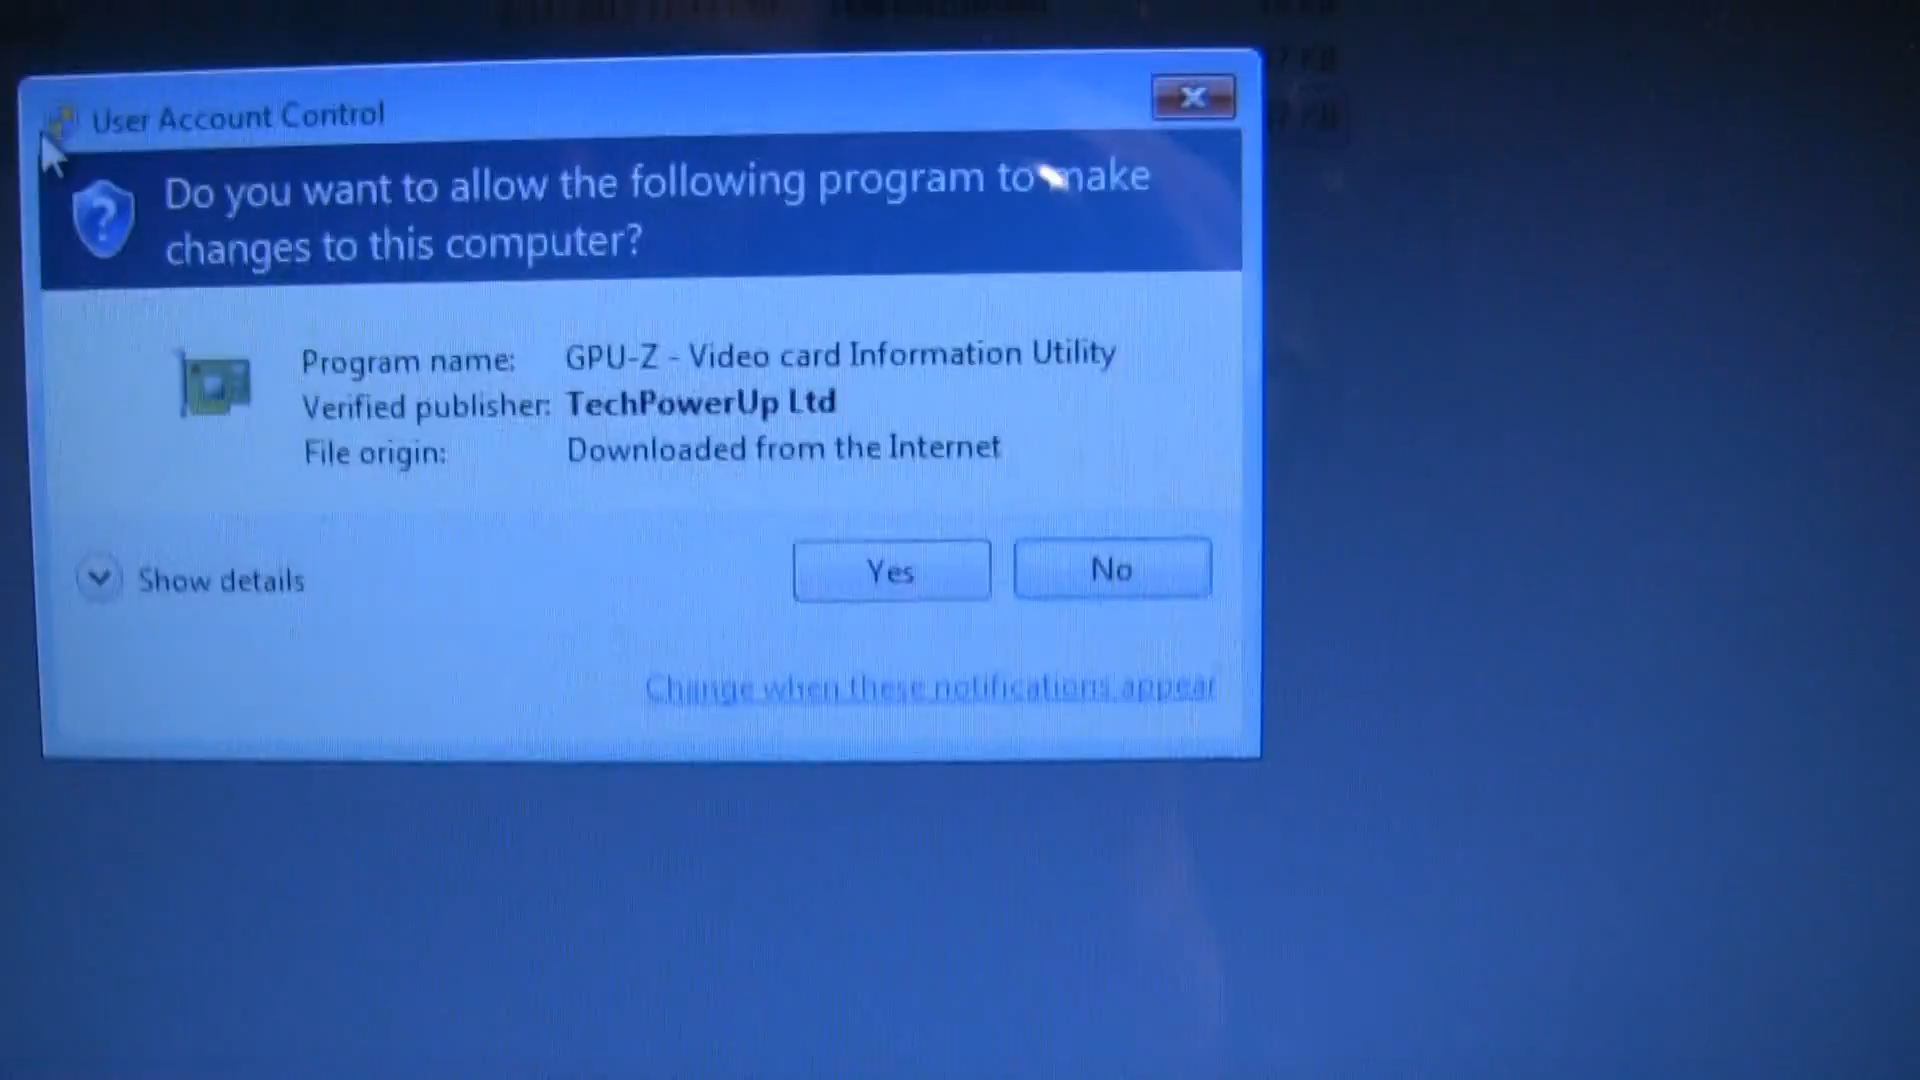 User Account Control
Do you want to allow the following program to make
changes to this computer?
Program name: GPU-Z - Video card Information Utility
Verified publisher: TechPowerUp Ltd
File origin: Downloaded from the Internet
Show details
Yes
No
Change when these notifications appear